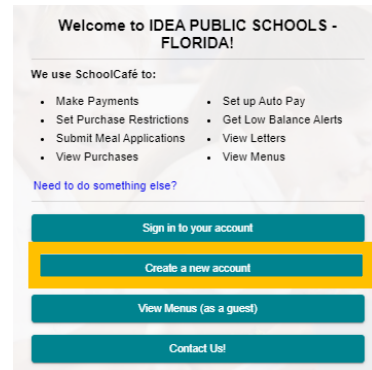 Welcome to IDEA PUBLIC SCHOOLS -
FLORIDA!
We use SchoolCafé to:
• Make Payments
• Set Purchase Restrictions
• Submit Meal Applications
• View Purchases
• Set up Auto Pay
• Get Low Balance Alerts
• View Letters
• View Menus
Need to do something else?
Sign in to your account
Create a new account
View Menus (as a guest)
Contact Us!